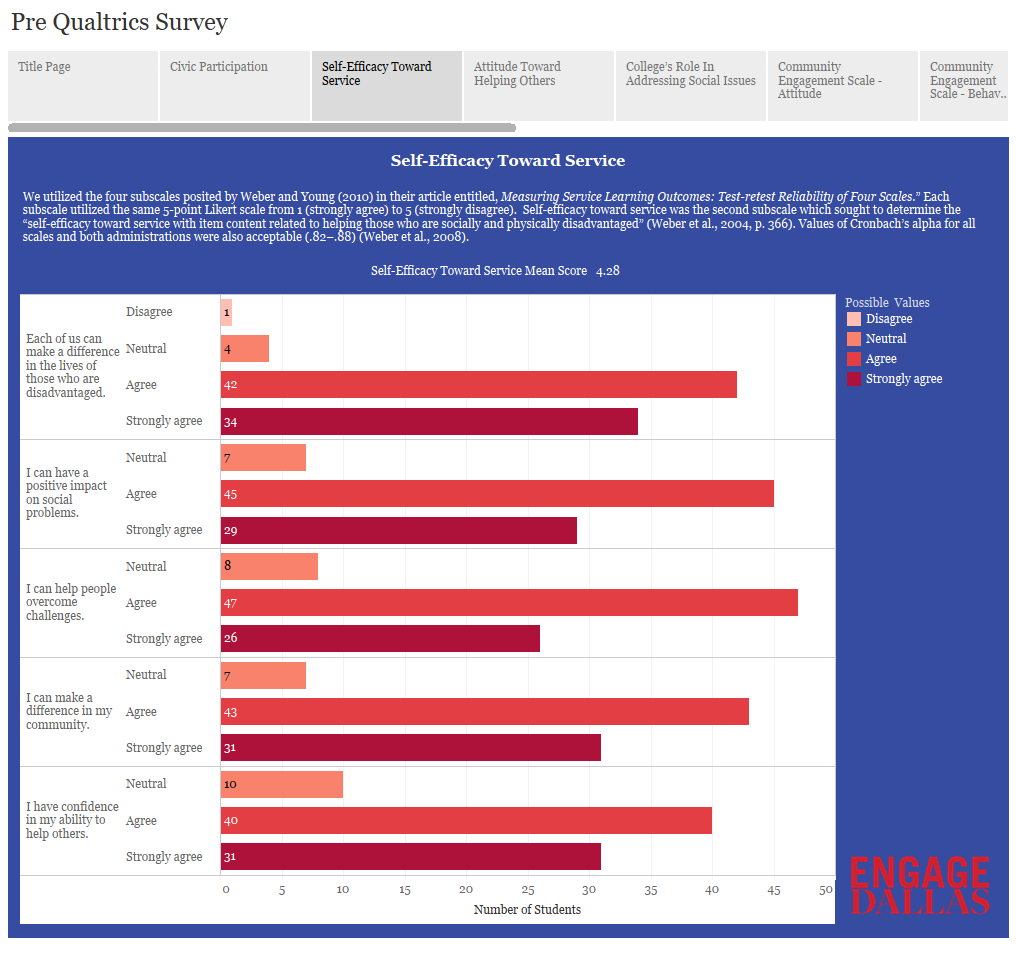 Pre Qualtrics Survey
Title Page
Civic Participation
Self-Efficacy Toward
Service
Attitude Toward
Helping Others
College's Role In
Addressing Social Issues
Community
Engagement Scale -
Attitude
Community
Engagement
Scale - Behav..
Self-Efficacy Toward Service
We utilized the four subscales posited by Weber and Young (2010) in their article entitled, Measuring Service Learning Outcomes: Test-retest Reliability of Four Scales.” Each
subscale utilized the same 5-point Likert scale from 1 (strongly agree) to 5 (strongly disagree).  Self-efficacy toward service was the second subscale which sought to determine the
“self-efficacy toward service with item content related to helping those who are socially and physically disadvantaged” (Weber et al., 2004, p. 366). Values of Cronbach's alpha for all
scales and both administrations were also acceptable (.82–.88) (Weber et al., 2008).
Self-Efficacy Toward Service Mean Score   4.28
Each of us can
make a difference
in the lives of
those who are
disadvantaged.
Disagree
1
Neutral
4
Agree
42
Strongly agree
34
I can have a
positive impact
on social
problems.
Neutral
7
Agree
45
Strongly agree
29
I can help people
overcome
challenges.
Neutral
8
Agree
47
Strongly agree
26
I can make a
difference in my
community.
Neutral
7
Agree
43
Strongly agree
31
I have confidence
in my ability to
help others.
Neutral
10
Agree
40
Strongly agree
31
0 5 10 15 20 25 30 35 40 45 50
Number of Students
Possible Values
Disagree
Neutral
Agree
Strongly agree
ENGAGE
DALLAS